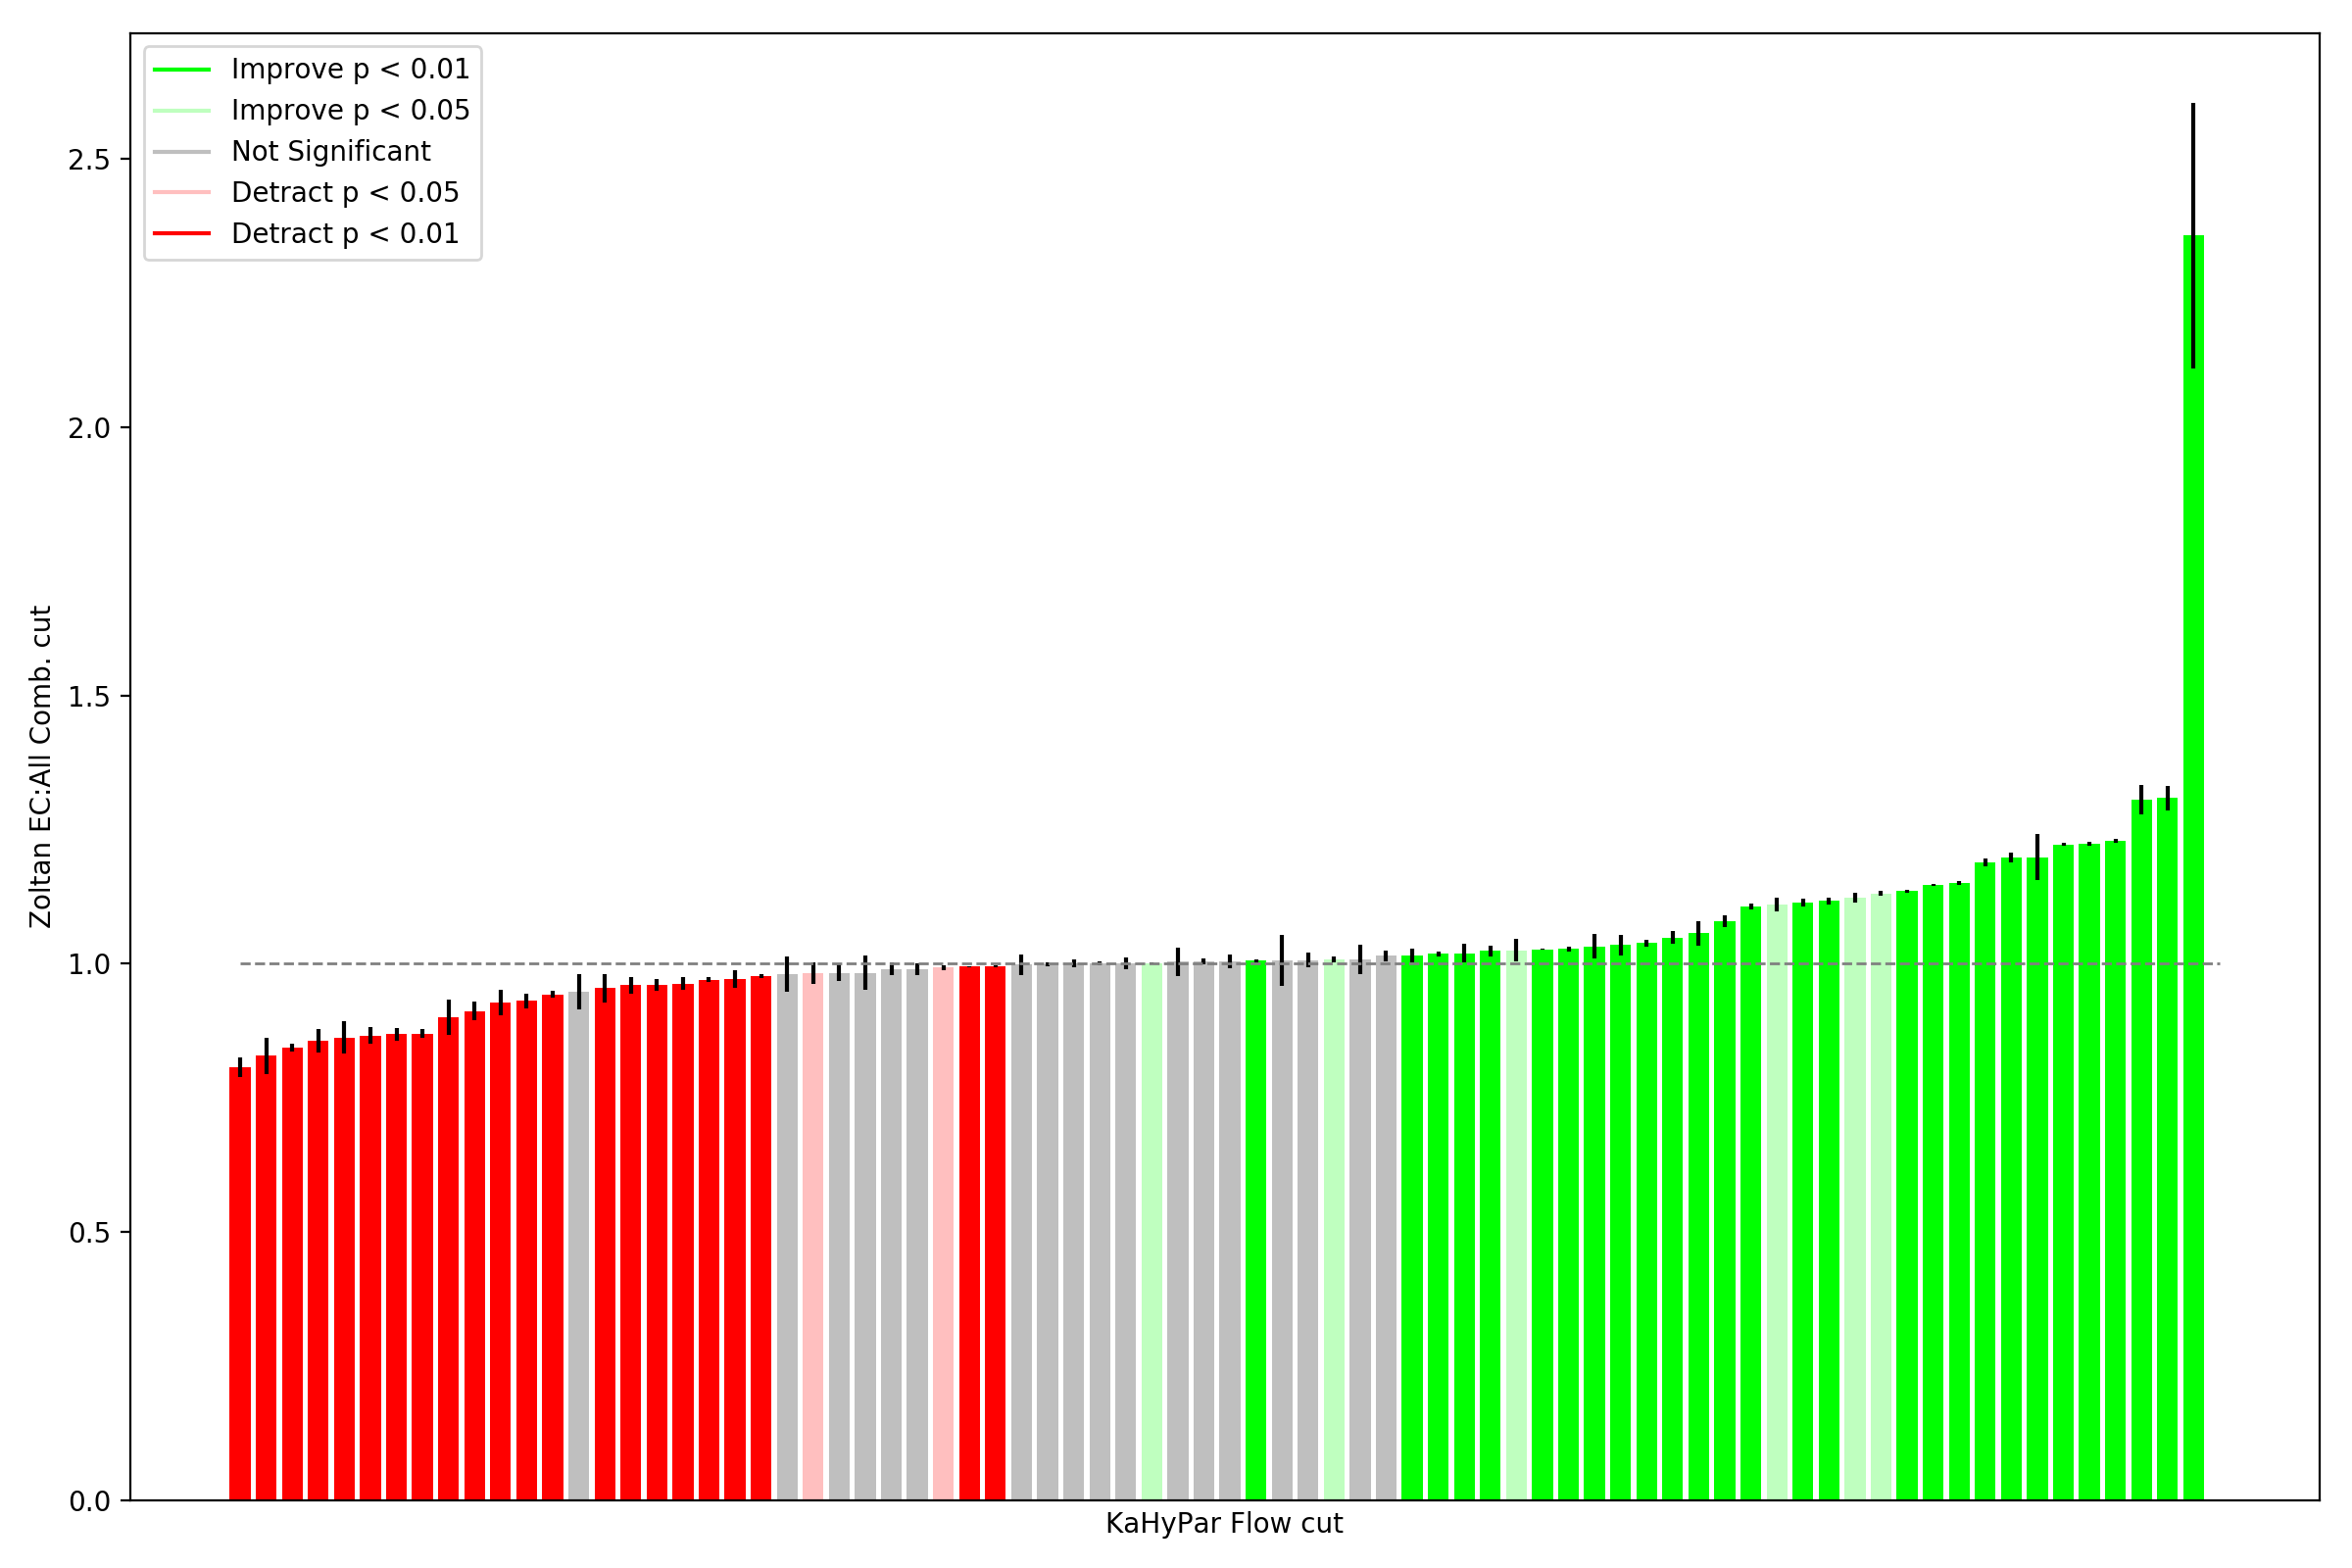 Improve p < 0.01
Improve p < 0.05
Not Significant
Detract p < 0.05
Detract p < 0.01
2.5
2.0
1.5
1.0
0.5
0.0
Zoltan EC:All Comb. cut
KaHyPar Flow cut